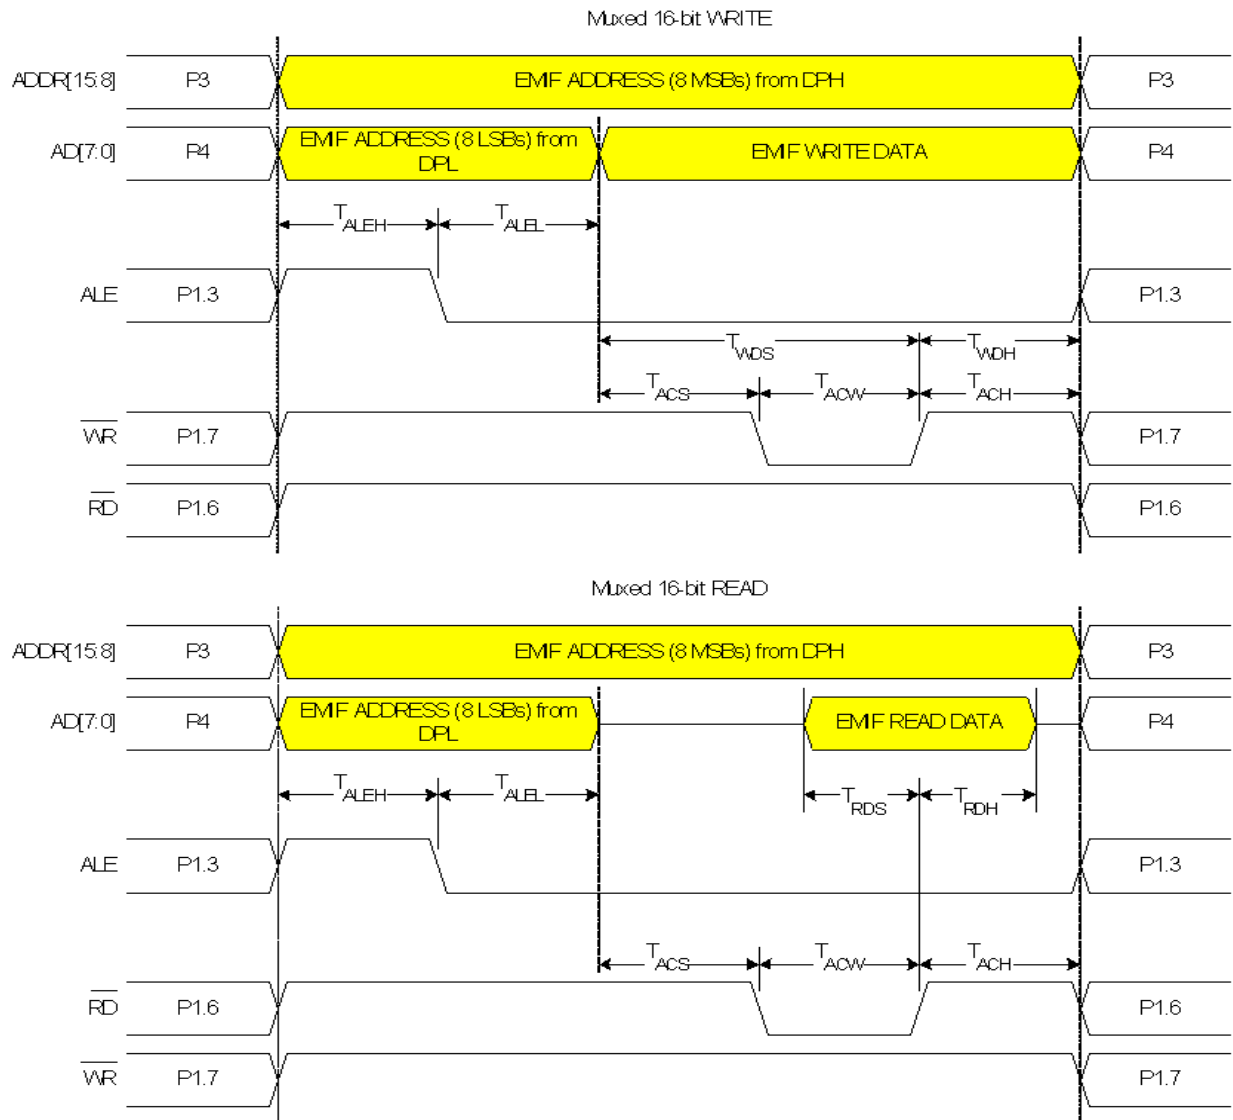 Muxed 16-bit WRITE
ADDR[15:8] P3 EMIF ADDRESS (8 MSBs) from DPH P3
AD[7:0] P4 EMIF ADDRESS (8 LSBs) from DPL EMIF WRITE DATA P4
TALEH TALEL
ALE P1.3 P1.3
TWDS TWDH
TACS TACW TACH
WR P1.7 P1.7
RD P1.6 P1.6
Muxed 16-bit READ
ADDR[15:8] P3 EMIF ADDRESS (8 MSBs) from DPH P3
AD[7:0] P4 EMIF ADDRESS (8 LSBs) from DPL EMIF READ DATA P4
TALEH TALEL TRDS TRDH
ALE P1.3 P1.3
TACS TACW TACH
RD P1.6 P1.6
WR P1.7 P1.7